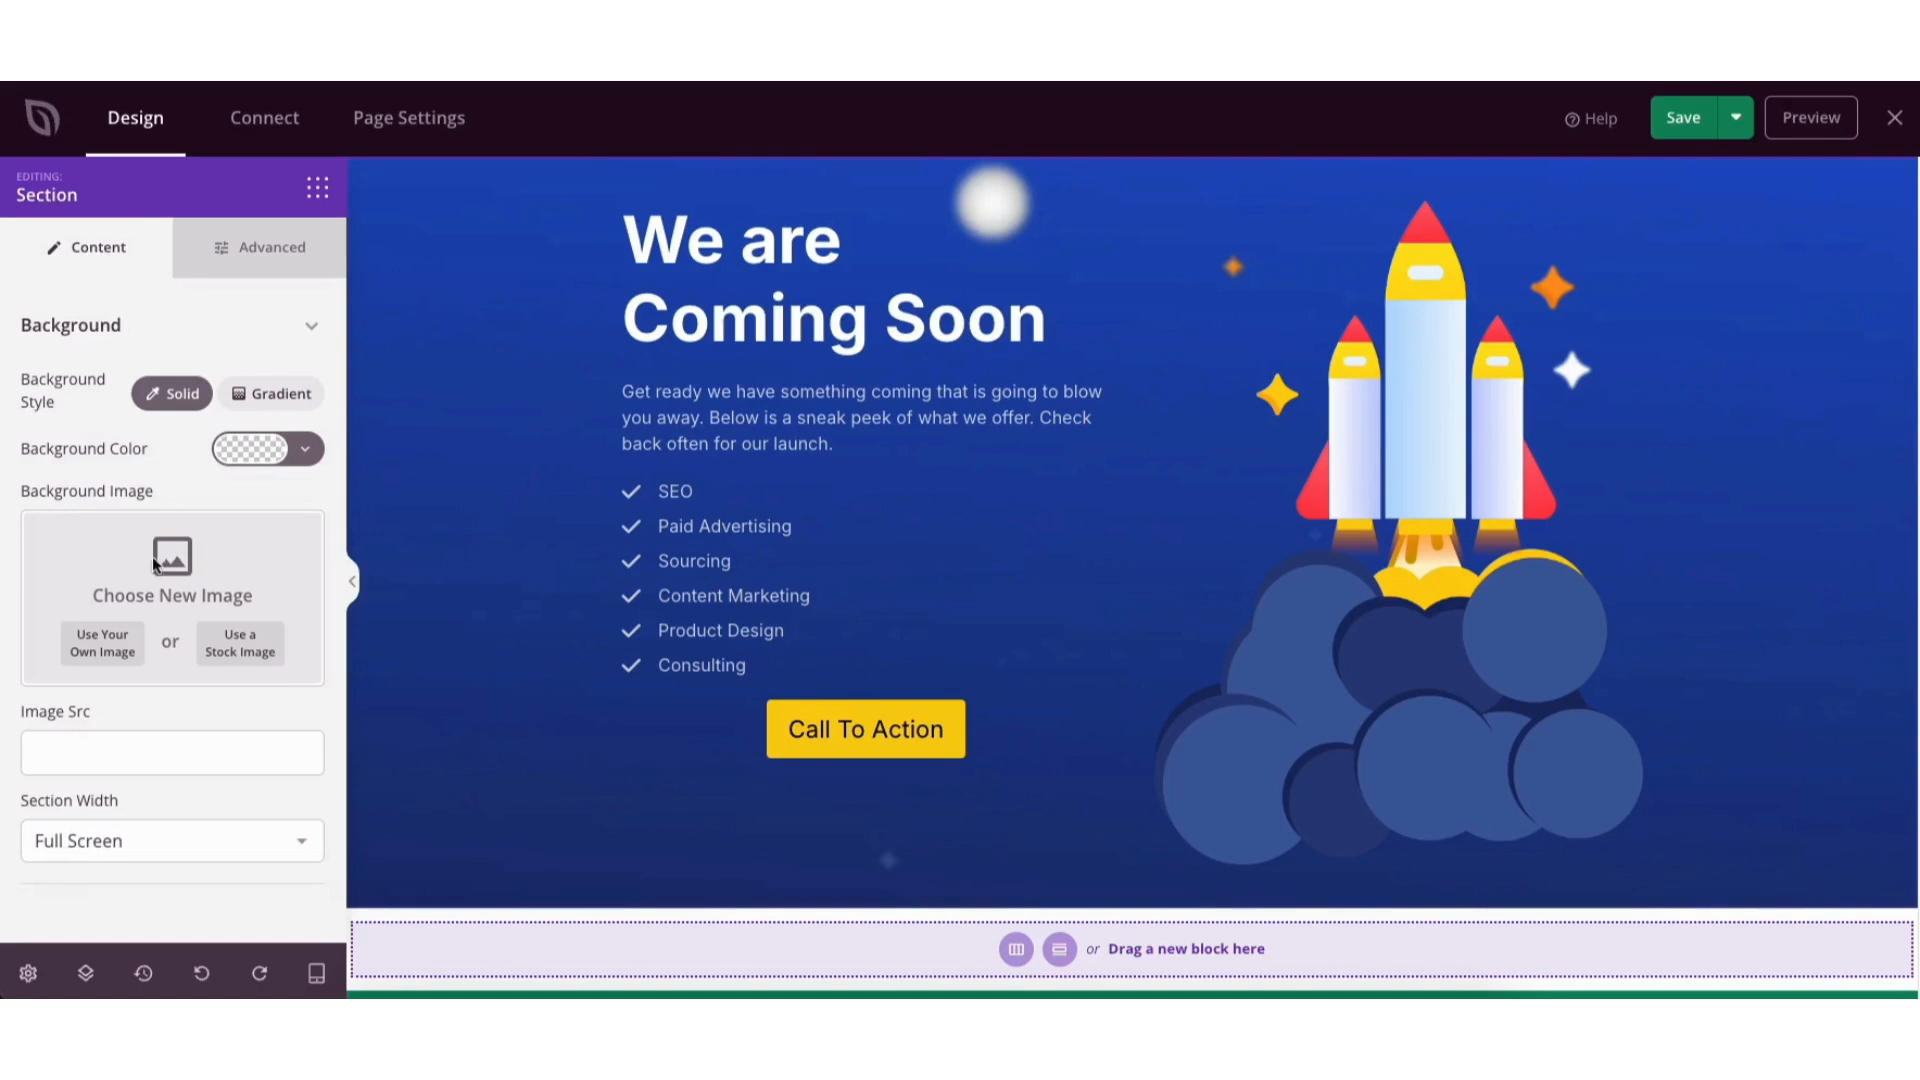 Design
Connect
Page Settings
Help
Save
Preview
EDITING:
Section
Content
Advanced
Background
Background
Style
Solid
Gradient
Background Color
Background Image
Choose New Image
Use Your
Own Image
or
Use a
Stock Image
Image Src
Section Width
Full Screen
We are
Coming Soon
Get ready we have something coming that is going to blow
you away. Below is a sneak peek of what we offer. Check
back often for our launch.
SEO
Paid Advertising
Sourcing
Content Marketing
Product Design
Consulting
Call To Action
or Drag a new block here